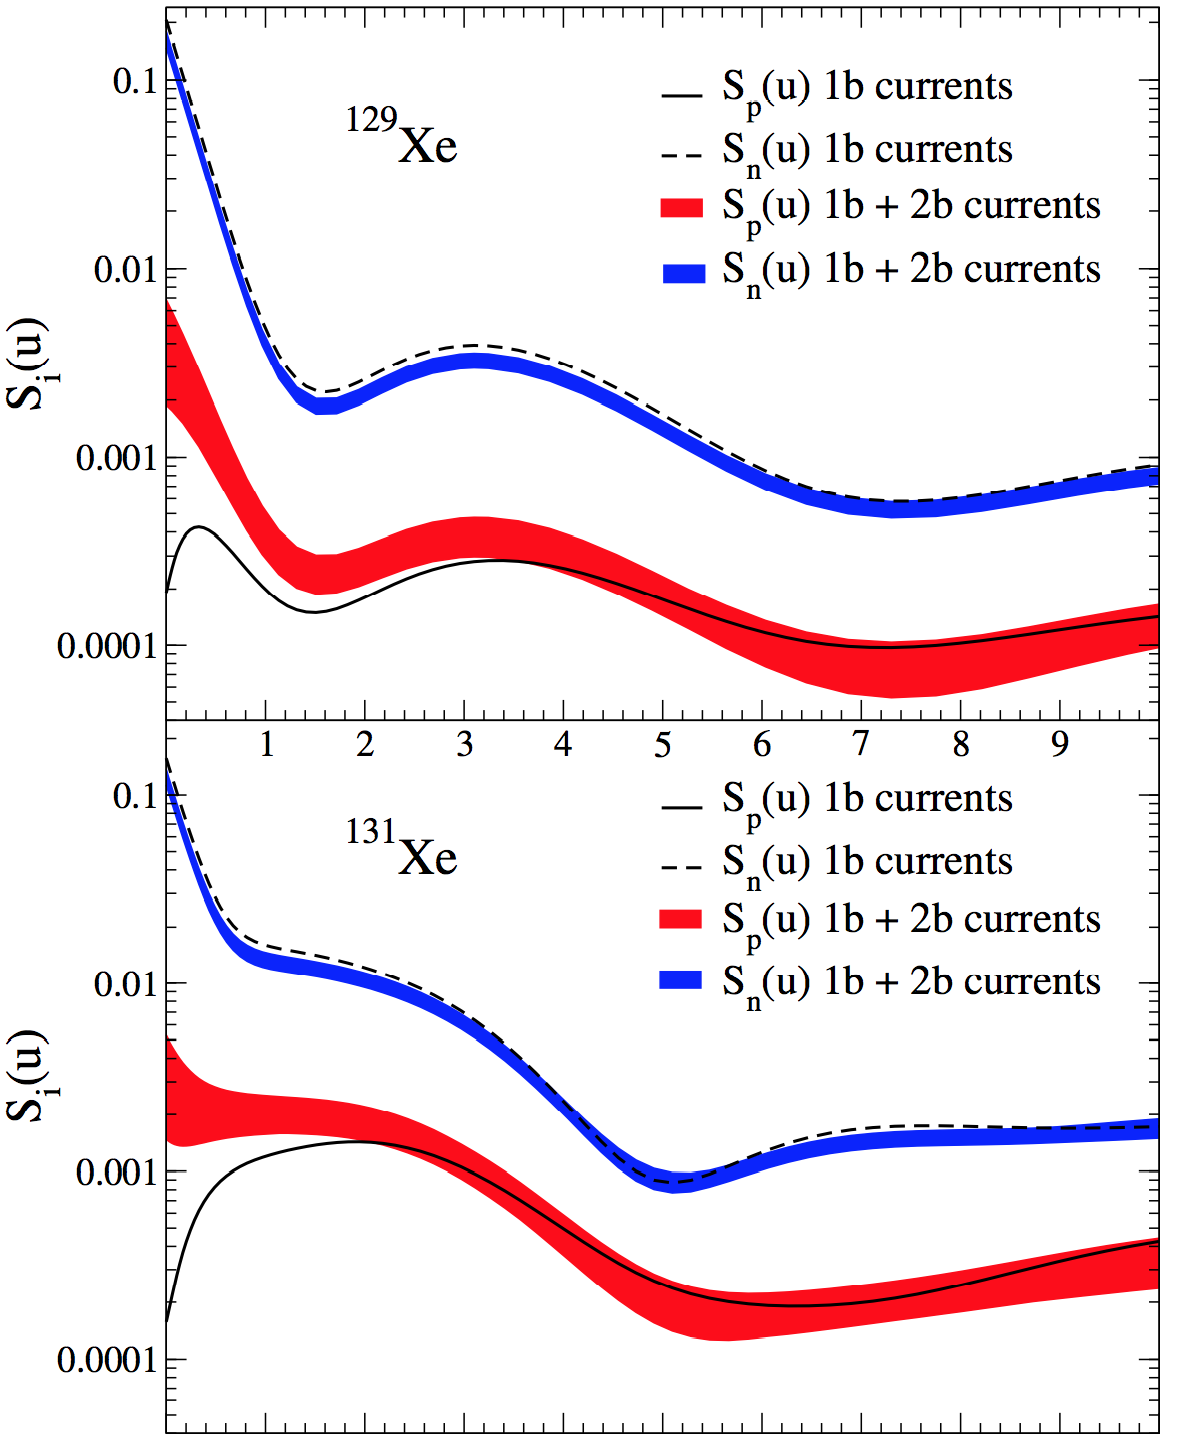 0.1
0.01
0.001
0.0001
S_i(u)
^129Xe
S_p(u) 1b currents
S_n(u) 1b currents
S_p(u) 1b + 2b currents
S_n(u) 1b + 2b currents
1 2 3 4 5 6 7 8 9
0.1
0.01
0.001
0.0001
S_i(u)
^131Xe
S_p(u) 1b currents
S_n(u) 1b currents
S_p(u) 1b + 2b currents
S_n(u) 1b + 2b currents